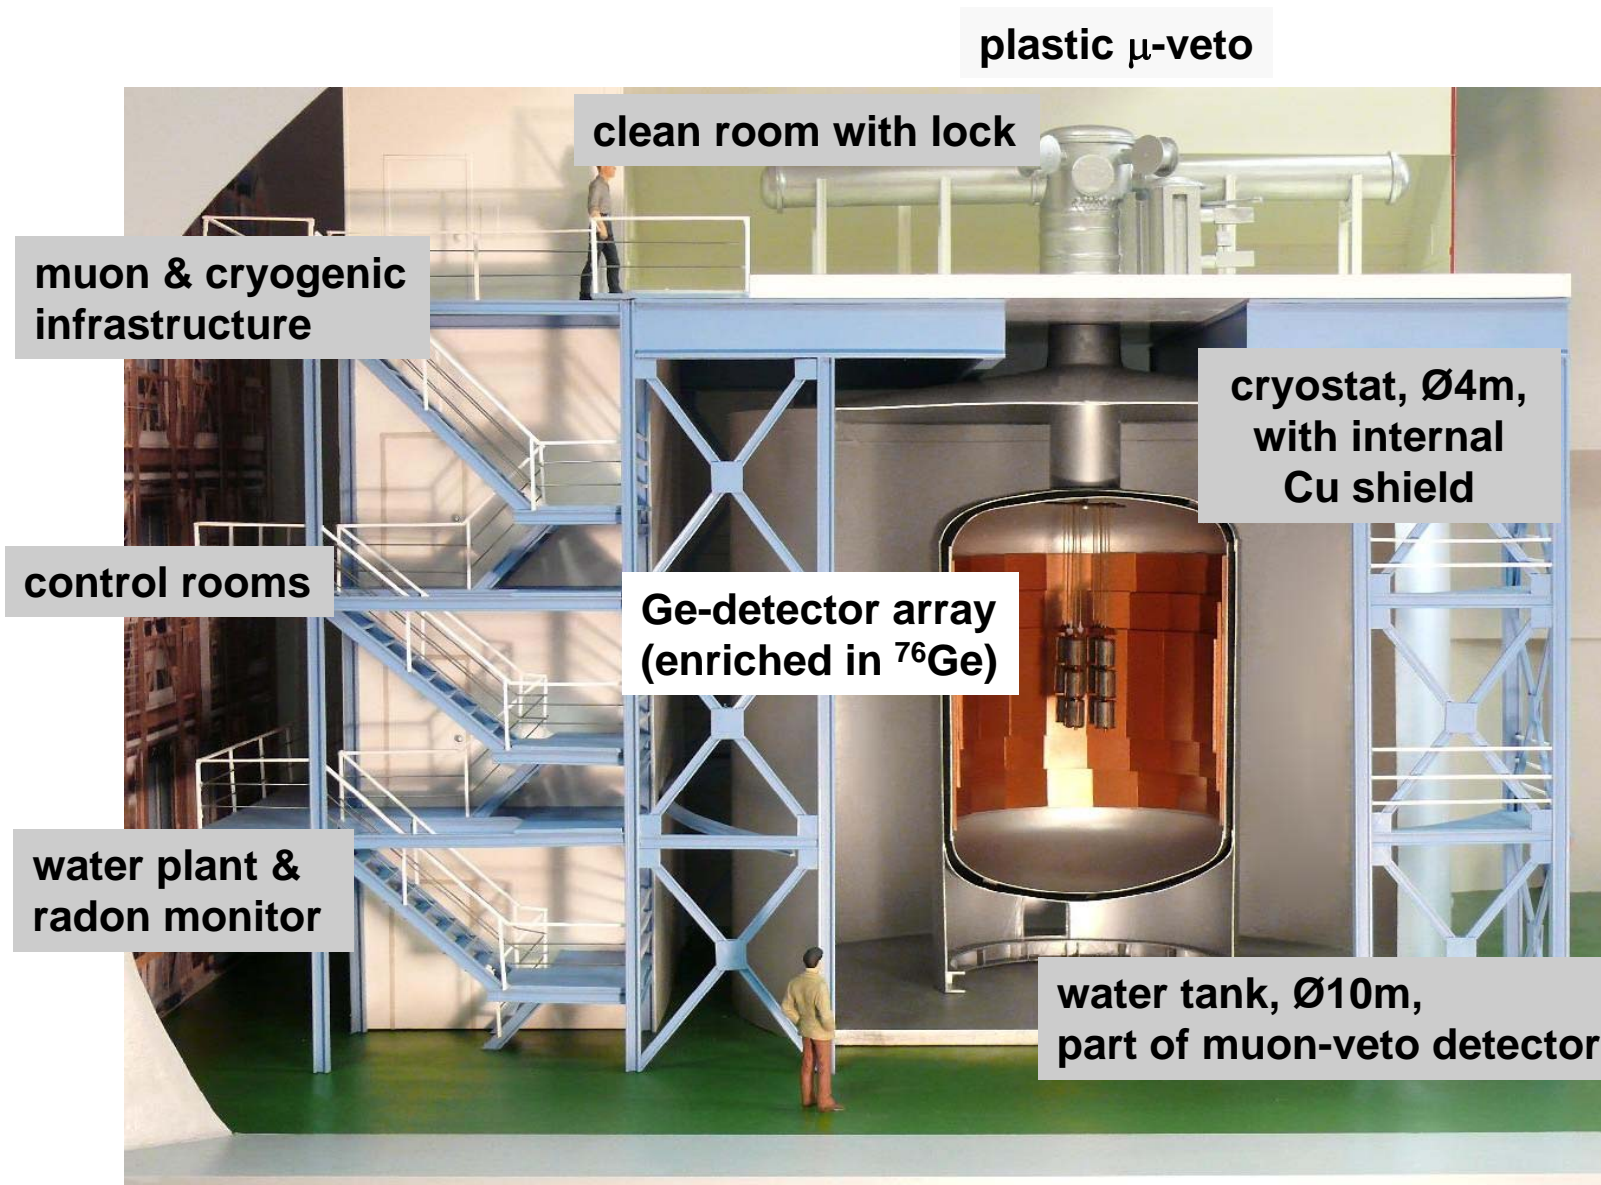 plastic μ-veto
clean room with lock
muon & cryogenic
infrastructure
cryostat, Ø4m,
with internal
Cu shield
control rooms
Ge-detector array
(enriched in ⁷⁶Ge)
water plant &
radon monitor
water tank, Ø10m,
part of muon-veto detector